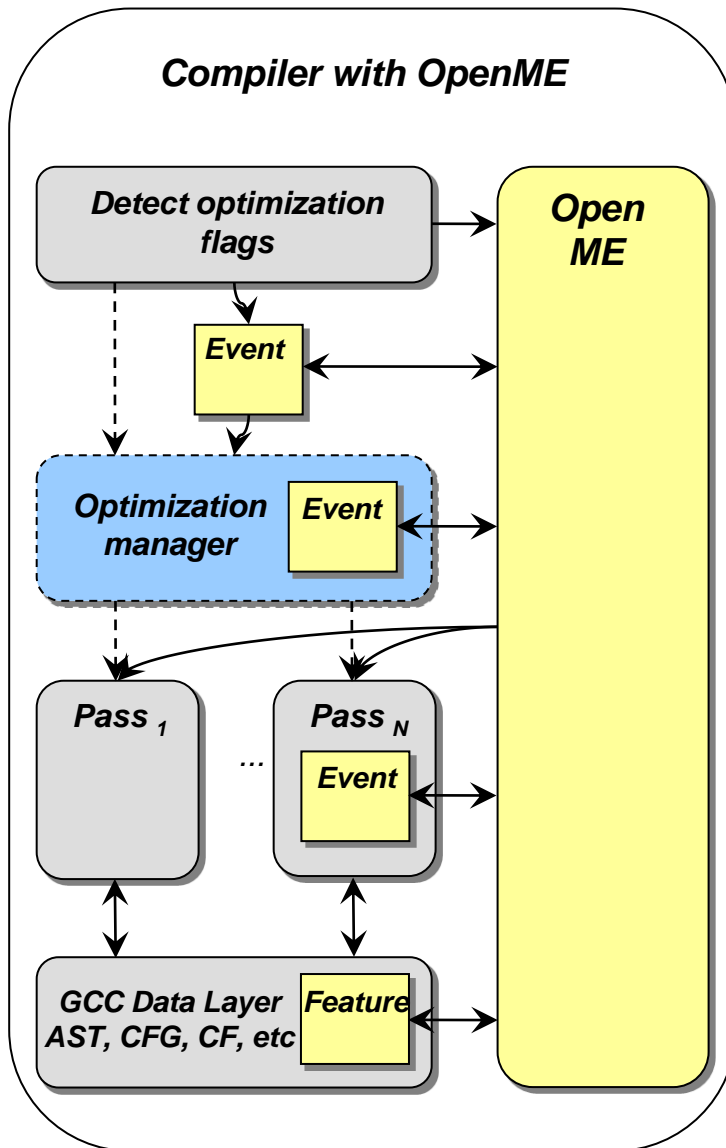 Compiler with OpenME
Detect optimization
flags
Open
ME
Event
Optimization
manager
Event
Pass 1
...
Pass N
Event
GCC Data Layer
AST, CFG, CF, etc
Feature